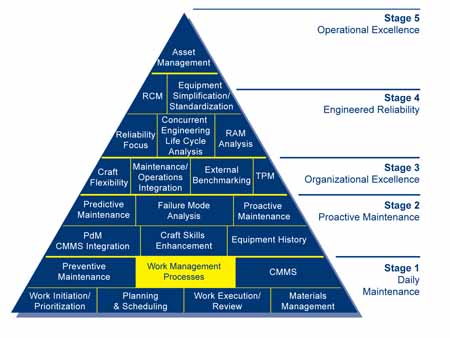 Stage 5
Operational Excellence
Asset
Management
Stage 4
Engineered Reliability
RCM
Equipment
Simplification/
Standardization
Reliability
Focus
Concurrent
Engineering
Life Cycle
Analysis
RAM
Analysis
Stage 3
Organizational Excellence
Craft
Flexibility
Maintenance/
Operations
Integration
External
Benchmarking
TPM
Stage 2
Proactive Maintenance
Predictive
Maintenance
Failure Mode
Analysis
Proactive
Maintenance
PdM
CMMS Integration
Craft Skills
Enhancement
Equipment History
Stage 1
Daily
Maintenance
Preventive
Maintenance
Work Management
Processes
CMMS
Work Initiation/
Prioritization
Planning
& Scheduling
Work Execution/
Review
Materials
Management